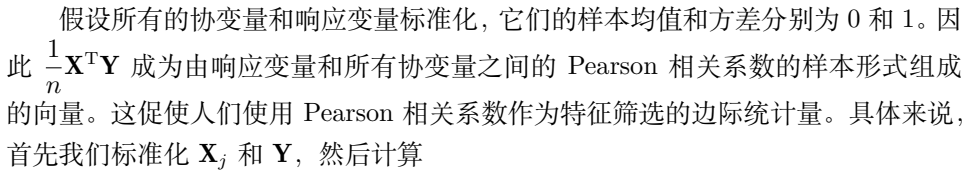 假设所有的协变量和响应变量标准化, 它们的样本均值和方差分别为 0 和 1。因
此 $\frac{1}{n}\mathbf{X}^{\mathrm{T}}\mathbf{Y}$ 成为由响应变量和所有协变量之间的 Pearson 相关系数的样本形式组成
的向量。这促使人们使用 Pearson 相关系数作为特征筛选的边际统计量。具体来说,
首先我们标准化 $\mathbf{X}_j$ 和 $\mathbf{Y}$, 然后计算